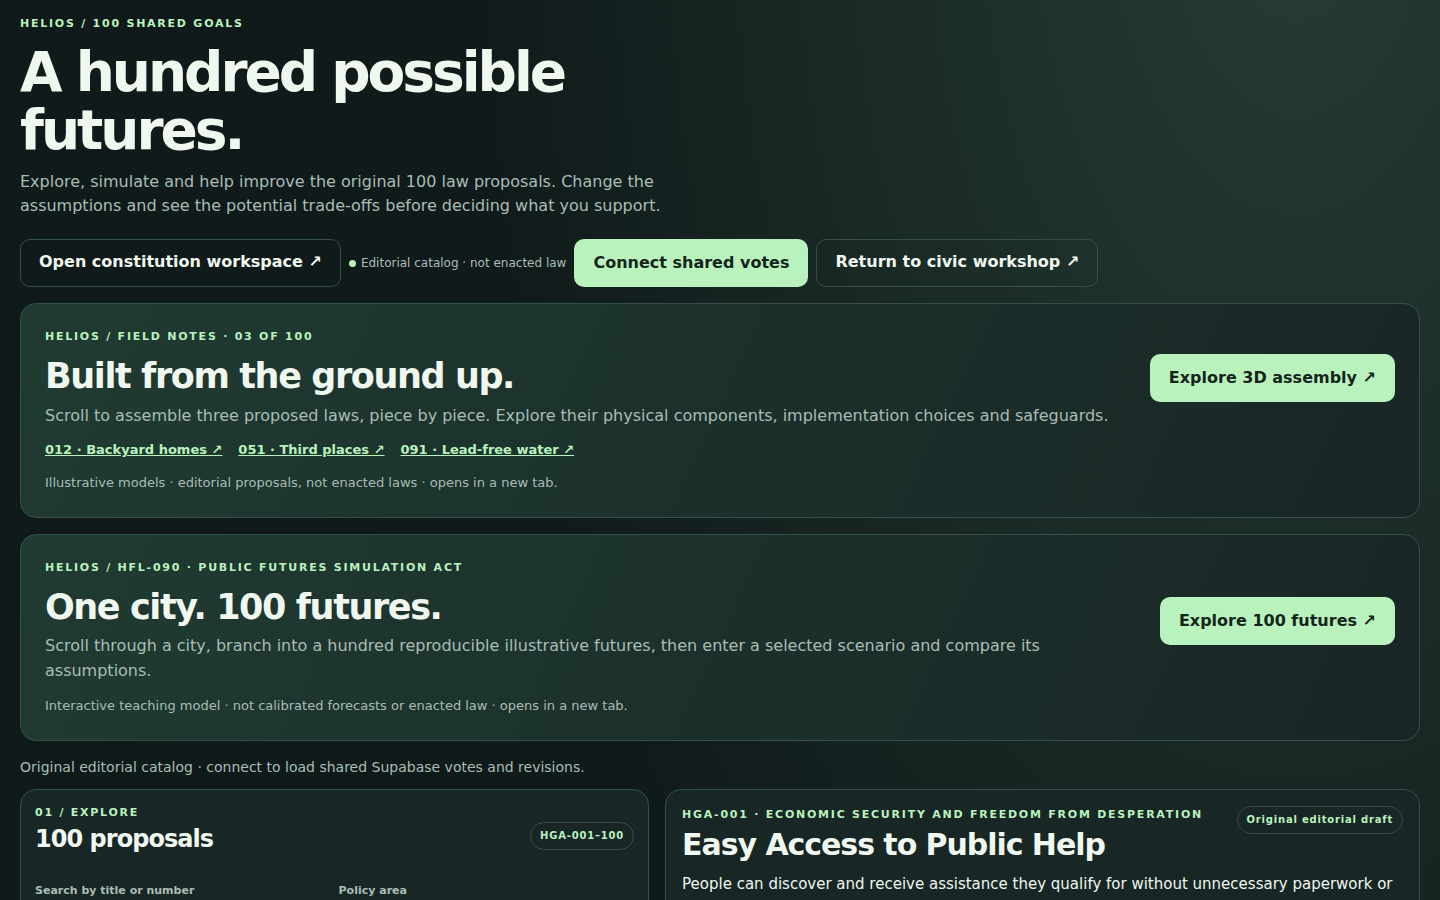 HELIOS / 100 SHARED GOALS
A hundred possible
futures.
Explore, simulate and help improve the original 100 law proposals. Change the
assumptions and see the potential trade-offs before deciding what you support.
Open constitution workspace ↗
Editorial catalog · not enacted law
Connect shared votes
Return to civic workshop ↗
HELIOS / FIELD NOTES · 03 OF 100
Built from the ground up.
Scroll to assemble three proposed laws, piece by piece. Explore their physical components, implementation choices and safeguards.
012 · Backyard homes ↗ 051 · Third places ↗ 091 · Lead-free water ↗
Illustrative models · editorial proposals, not enacted laws · opens in a new tab.
Explore 3D assembly ↗
HELIOS / HFL-090 · PUBLIC FUTURES SIMULATION ACT
One city. 100 futures.
Scroll through a city, branch into a hundred reproducible illustrative futures, then enter a selected scenario and compare its
assumptions.
Interactive teaching model · not calibrated forecasts or enacted law · opens in a new tab.
Explore 100 futures ↗
Original editorial catalog · connect to load shared Supabase votes and revisions.
01 / EXPLORE
100 proposals
HGA-001–100
Search by title or number
Policy area
HGA-001 · ECONOMIC SECURITY AND FREEDOM FROM DESPERATION
Original editorial draft
Easy Access to Public Help
People can discover and receive assistance they qualify for without unnecessary paperwork or